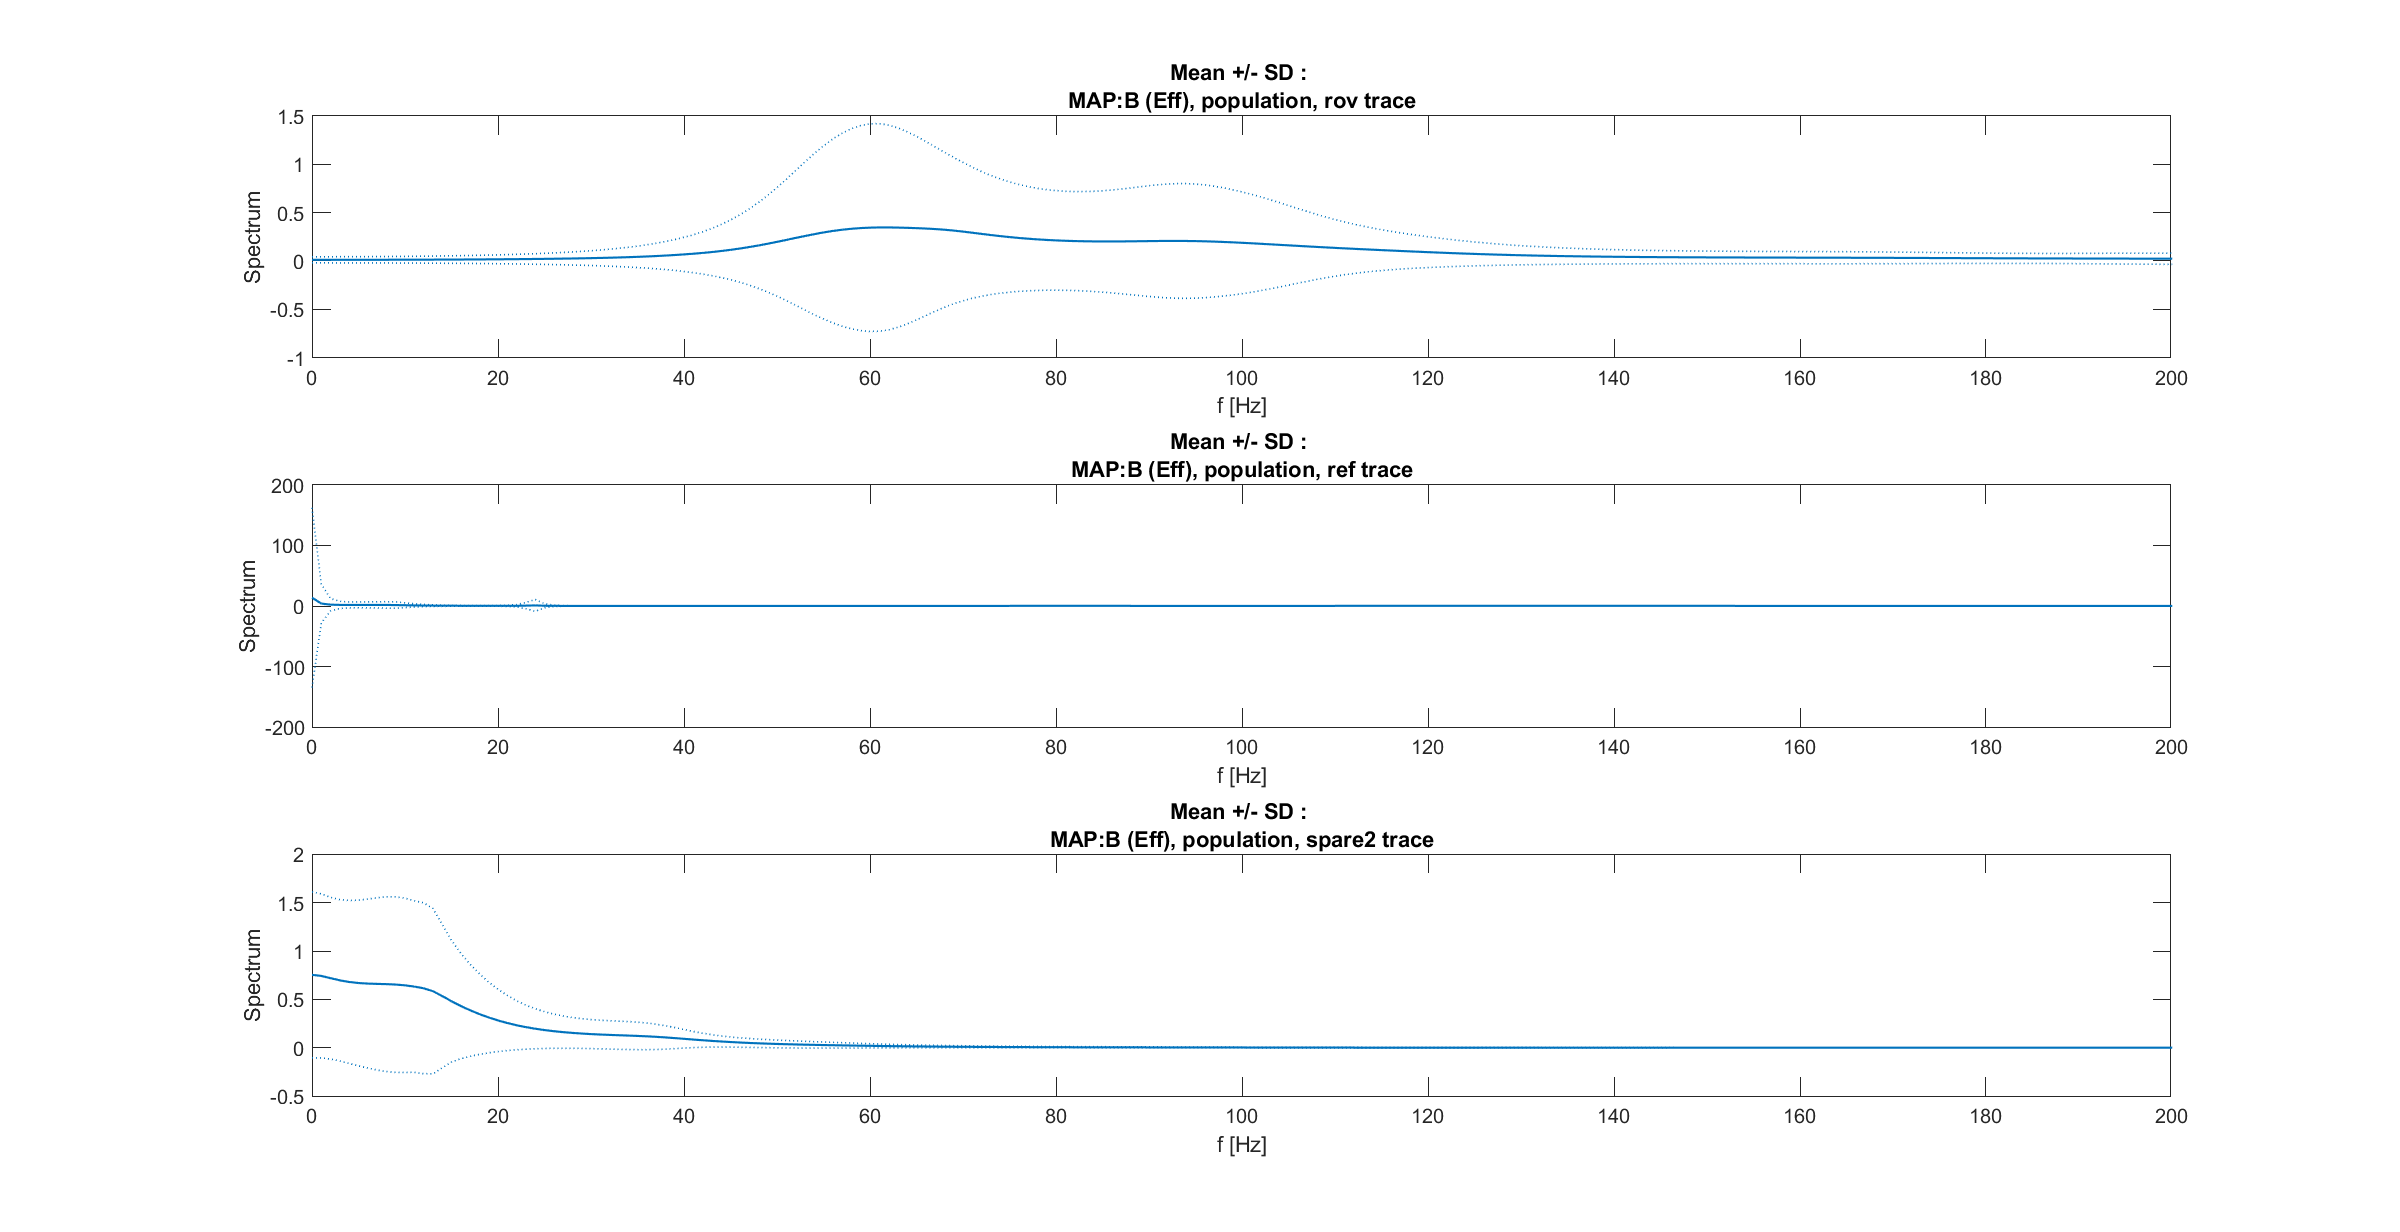 Mean +/- SD :
MAP:B (Eff), population, rov trace
1.5
1
0.5
0
-0.5
-1
Spectrum
0 20 40 60 80 100 120 140 160 180 200
f [Hz]
Mean +/- SD :
MAP:B (Eff), population, ref trace
200
100
0
-100
-200
Spectrum
0 20 40 60 80 100 120 140 160 180 200
f [Hz]
Mean +/- SD :
MAP:B (Eff), population, spare2 trace
2
1.5
1
0.5
0
-0.5
Spectrum
0 20 40 60 80 100 120 140 160 180 200
f [Hz]